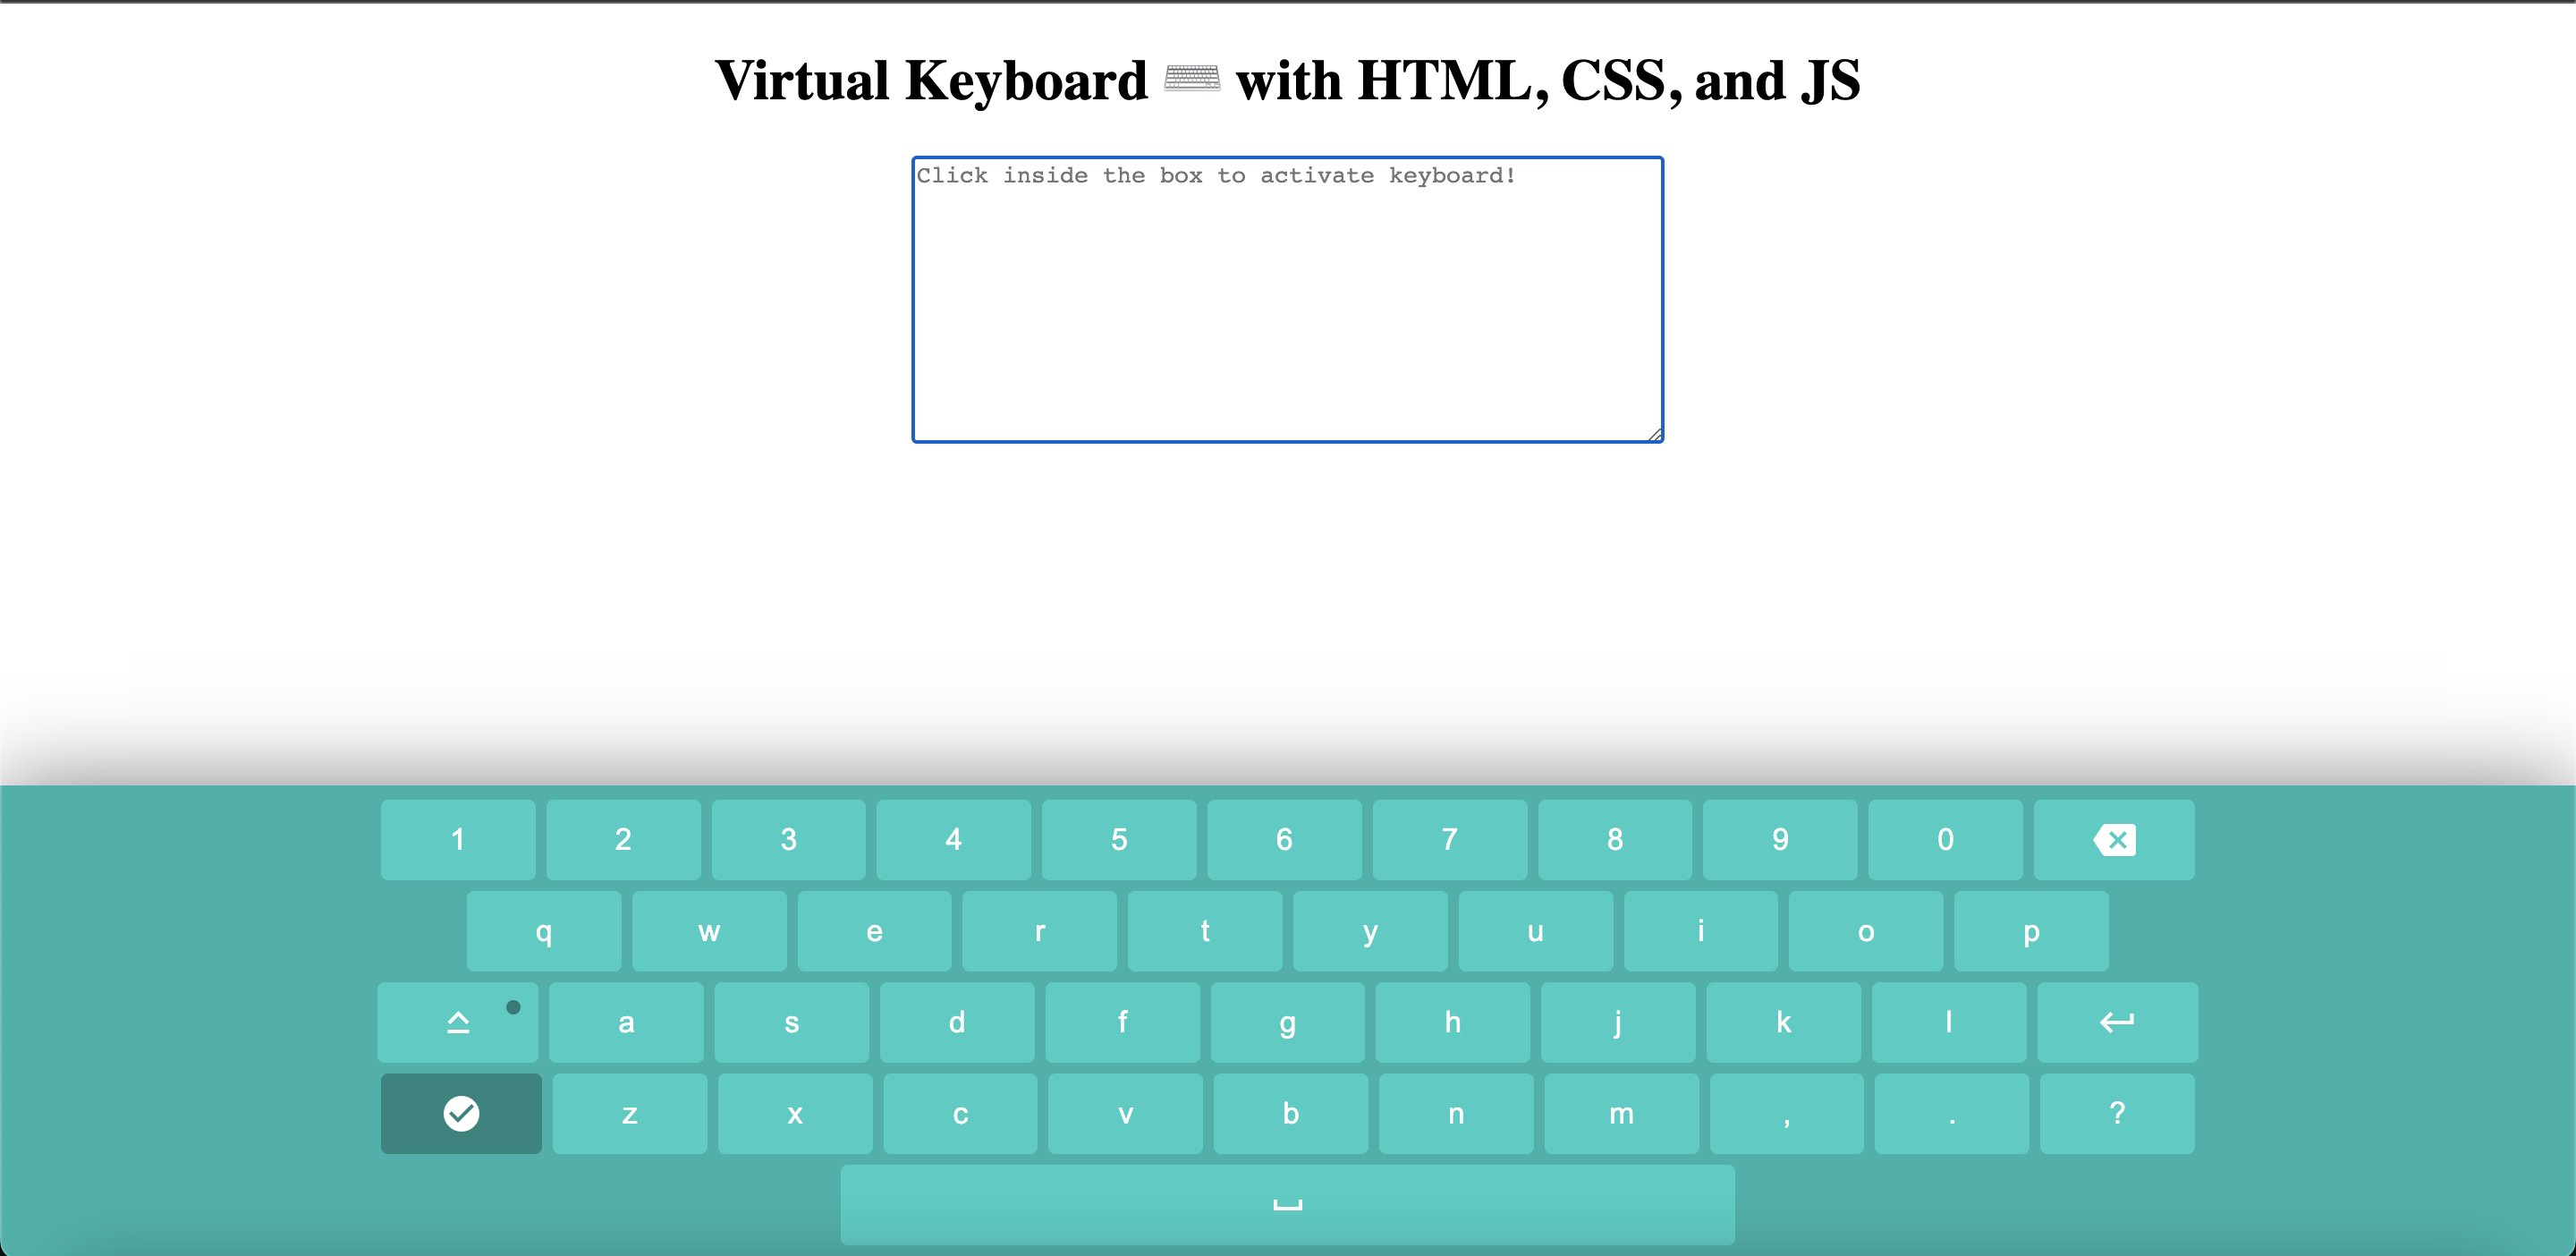 Virtual Keyboard ⌨ with HTML, CSS, and JS
Click inside the box to activate keyboard!
1 2 3 4 5 6 7 8 9 0
q w e r t y u i o p
a s d f g h j k l
z x c v b n m , . ?